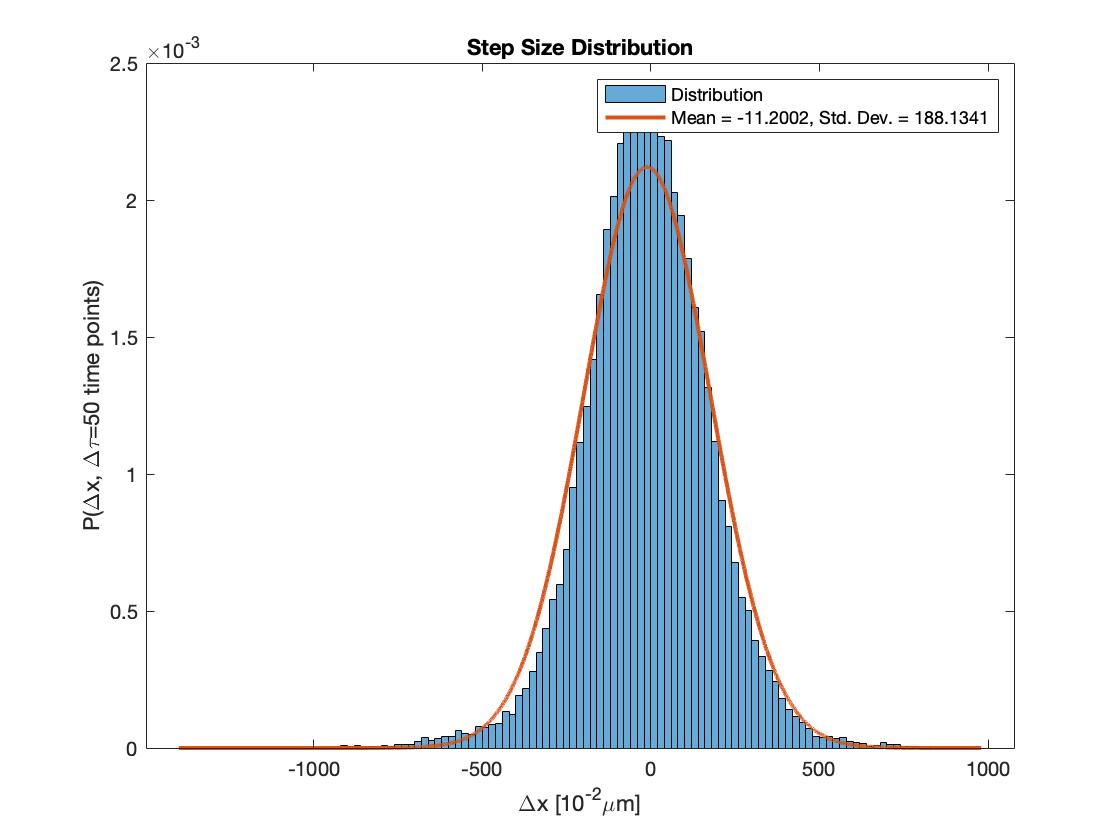 Step Size Distribution
×10⁻³
Distribution
Mean = -11.2002, Std. Dev. = 188.1341
2.5
2
1.5
1
0.5
0
P(Δx, Δτ=50 time points)
-1000 -500 0 500 1000
Δx [10⁻²μm]